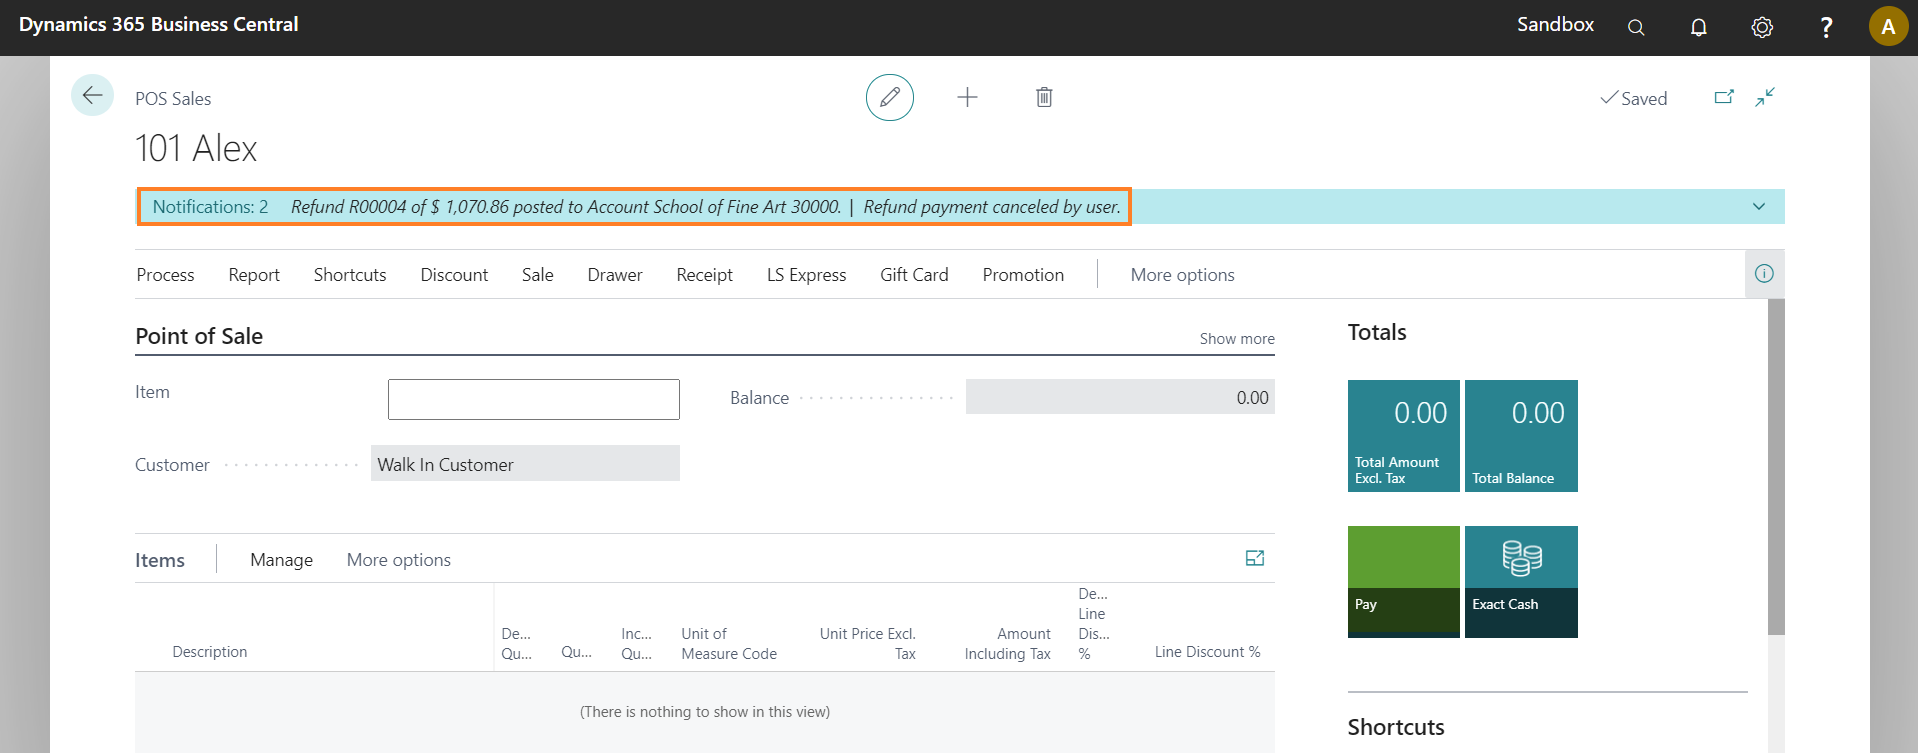 Dynamics 365 Business Central
Sandbox
?
A
POS Sales
Saved
101 Alex
Notifications: 2 Refund R00004 of $ 1,070.86 posted to Account School of Fine Art 30000. | Refund payment canceled by user.
Process Report Shortcuts Discount Sale Drawer Receipt LS Express Gift Card Promotion More options
Point of Sale
Show more
Item
Balance 0.00
Customer Walk In Customer
Totals
0.00
Total Amount
Excl. Tax
0.00
Total Balance
Pay
Exact Cash
Items Manage More options
Description
De...
Qu...
Qu...
Inc...
Qu...
Unit of
Measure Code
Unit Price Excl.
Tax
Amount
Including Tax
De...
Line
Dis...
%
Line Discount %
(There is nothing to show in this view)
Shortcuts